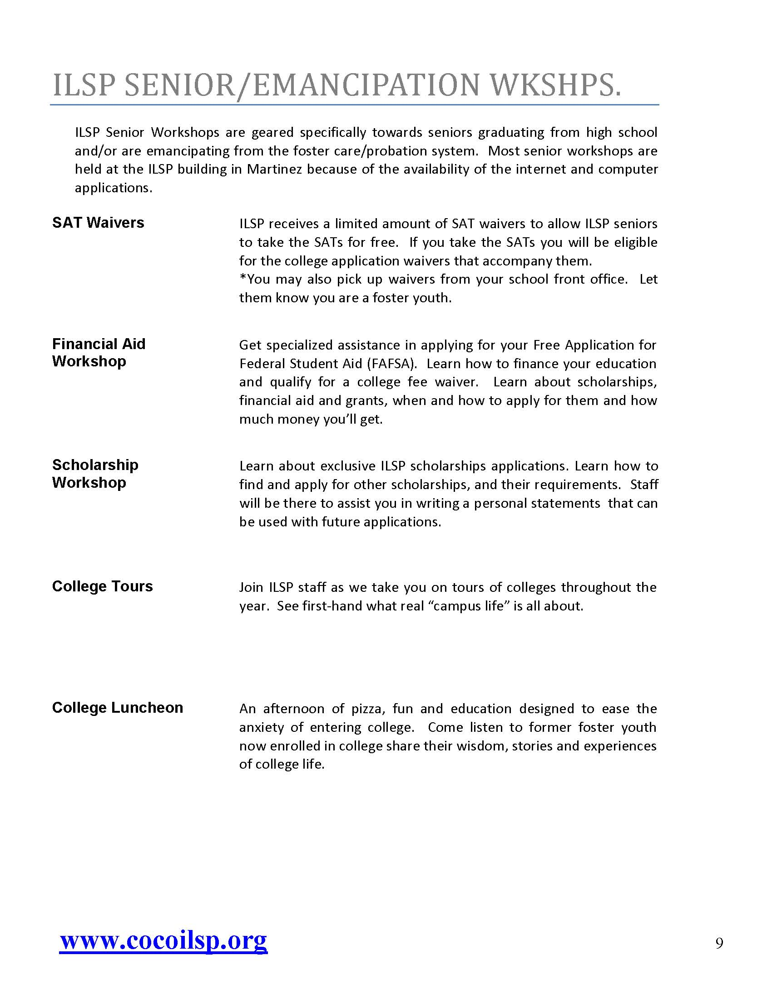 ILSP SENIOR/EMANCIPATION WKSHPS.
ILSP Senior Workshops are geared specifically towards seniors graduating from high school
and/or are emancipating from the foster care/probation system. Most senior workshops are
held at the ILSP building in Martinez because of the availability of the internet and computer
applications.
SAT Waivers
ILSP receives a limited amount of SAT waivers to allow ILSP seniors
to take the SATs for free. If you take the SATs you will be eligible
for the college application waivers that accompany them.
*You may also pick up waivers from your school front office. Let
them know you are a foster youth.
Financial Aid
Workshop
Get specialized assistance in applying for your Free Application for
Federal Student Aid (FAFSA). Learn how to finance your education
and qualify for a college fee waiver. Learn about scholarships,
financial aid and grants, when and how to apply for them and how
much money you’ll get.
Scholarship
Workshop
Learn about exclusive ILSP scholarships applications. Learn how to
find and apply for other scholarships, and their requirements. Staff
will be there to assist you in writing a personal statements that can
be used with future applications.
College Tours
Join ILSP staff as we take you on tours of colleges throughout the
year. See first-hand what real “campus life” is all about.
College Luncheon
An afternoon of pizza, fun and education designed to ease the
anxiety of entering college. Come listen to former foster youth
now enrolled in college share their wisdom, stories and experiences
of college life.
www.cocoilsp.org
9